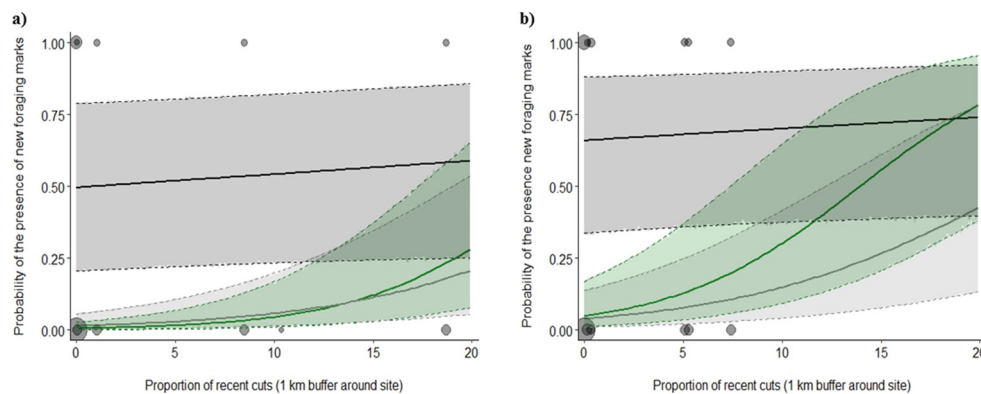 a)
1.00
0.75
0.50
0.25
0.00
Probability of the presence of new foraging marks
0 5 10 15 20
Proportion of recent cuts (1 km buffer around site)
b)
1.00
0.75
0.50
0.25
0.00
Probability of the presence new foraging marks
0 5 10 15 20
Proportion of recent cuts (1 km buffer around site)